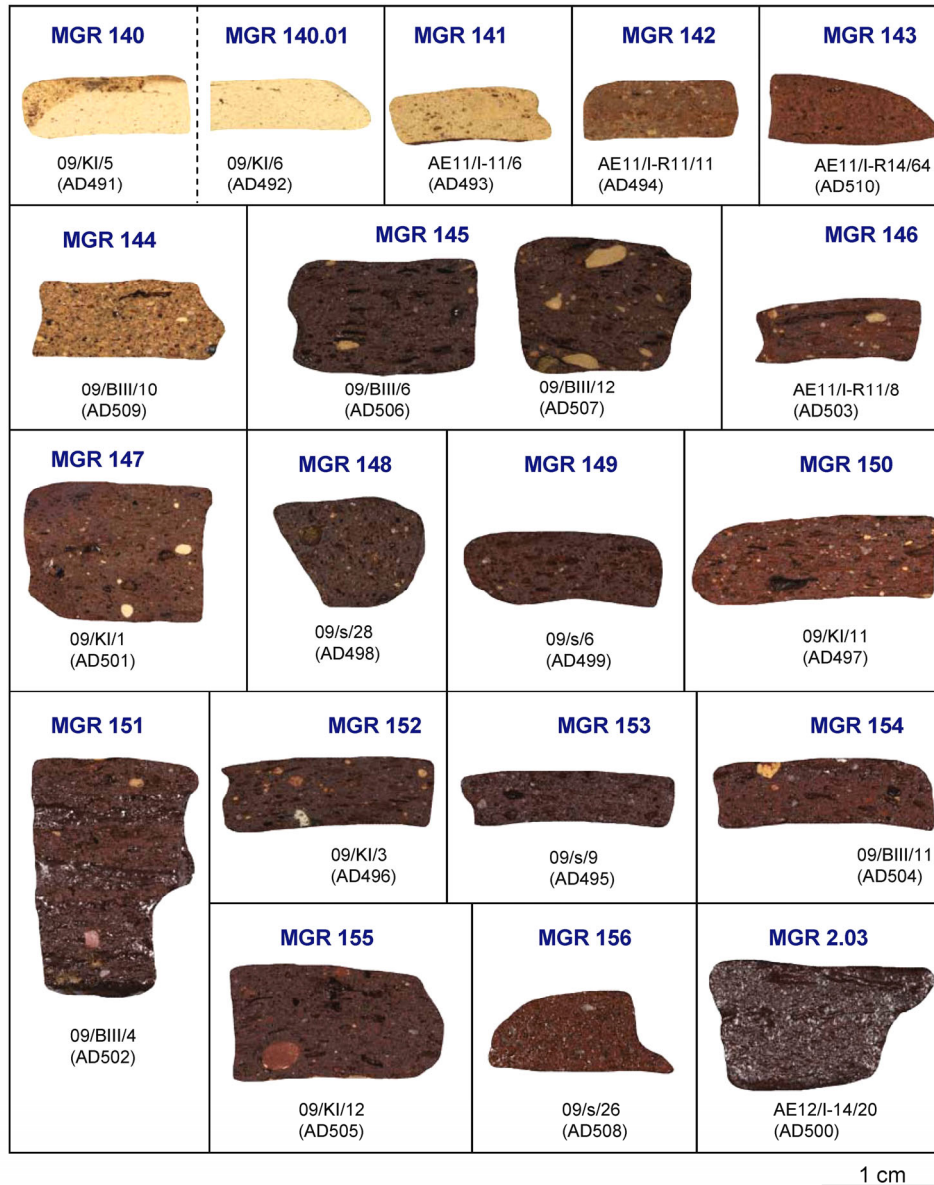 MGR 140
MGR 140.01
MGR 141
MGR 142
MGR 143
09/KI/5
(AD491)
09/KI/6
(AD492)
AE11/I-11/6
(AD493)
AE11/I-R11/11
(AD494)
AE11/I-R14/64
(AD510)
MGR 144
MGR 145
MGR 146
09/BIII/10
(AD509)
09/BIII/6
(AD506)
09/BIII/12
(AD507)
AE11/I-R11/8
(AD503)
MGR 147
MGR 148
MGR 149
MGR 150
09/KI/1
(AD501)
09/s/28
(AD498)
09/s/6
(AD499)
09/KI/11
(AD497)
MGR 151
MGR 152
MGR 153
MGR 154
09/BIII/4
(AD502)
09/KI/3
(AD496)
09/s/9
(AD495)
09/BIII/11
(AD504)
MGR 155
MGR 156
MGR 2.03
09/KI/12
(AD505)
09/s/26
(AD508)
AE12/I-14/20
(AD500)
1 cm